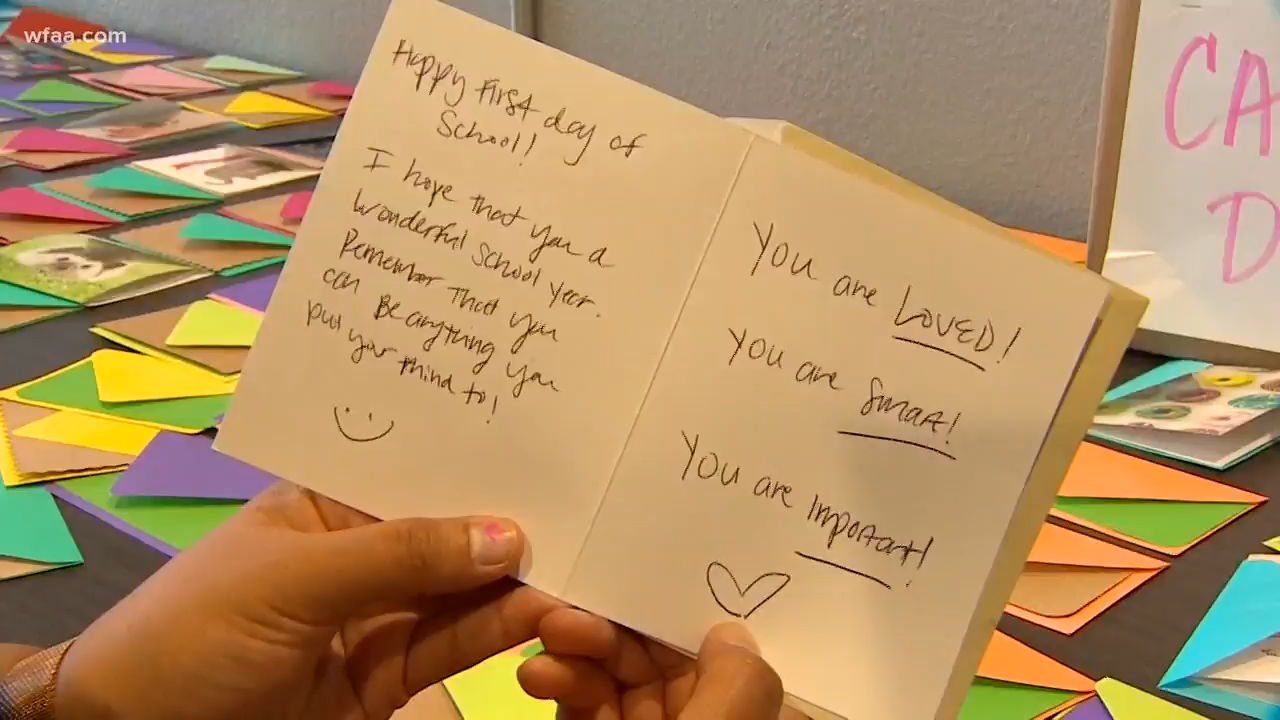 wfaa.com
Happy First day of
School!
I hope that you a
wonderful school year.
Remember That you
can Be anything you
put your mind to!
You are LOVED!
You are Smart!
You are Important!
CA
D